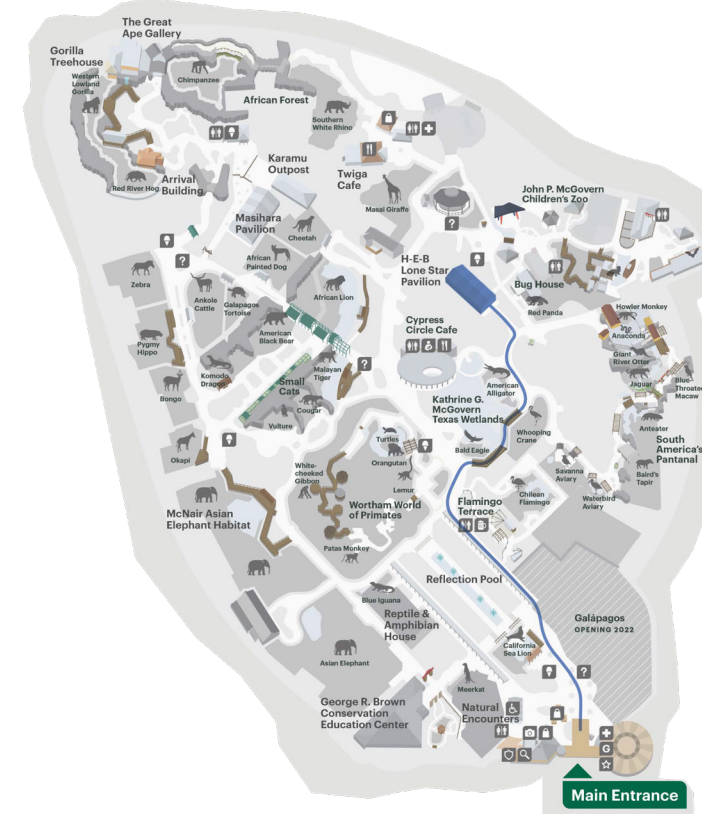 The Great
Ape Gallery
Gorilla
Treehouse
Western
Lowland
Gorilla
Chimpanzee
African Forest
Southern
White Rhino
Red River Hog
Arrival
Building
Karamu
Outpost
Twiga
Cafe
Masai Giraffe
?
John P. McGovern
Children's Zoo
Masihara
Pavilion
Cheetah
African
Painted Dog
?
Zebra
Ankole
Cattle
Galapagos
Tortoise
African Lion
H-E-B
Lone Star
Pavilion
Bug House
Red Panda
Howler Monkey
Anaconda
Giant
River Otter
Jaguar
Blue-
Throated
Macaw
Anteater
South
America's
Pantanal
Baird's
Tapir
American
Black Bear
Pygmy
Hippo
Komodo
Dragon
Malayan
Tiger
?
Small
Cats
Cougar
Vulture
Bongo
Cypress
Circle Cafe
American
Alligator
Kathrine G.
McGovern
Texas Wetlands
Whooping
Crane
Bald Eagle
Okapi
Turtles
Orangutan
White-
cheeked
Gibbon
Lemur
Wortham World
of Primates
Patas Monkey
Savanna
Aviary
Waterbird
Aviary
Chilean
Flamingo
Flamingo
Terrace
McNair Asian
Elephant Habitat
Reflection Pool
Blue Iguana
Reptile &
Amphibian
House
Galápagos
OPENING 2022
California
Sea Lion
?
Asian Elephant
Meerkat
George R. Brown
Conservation
Education Center
Natural
Encounters
G
Main Entrance